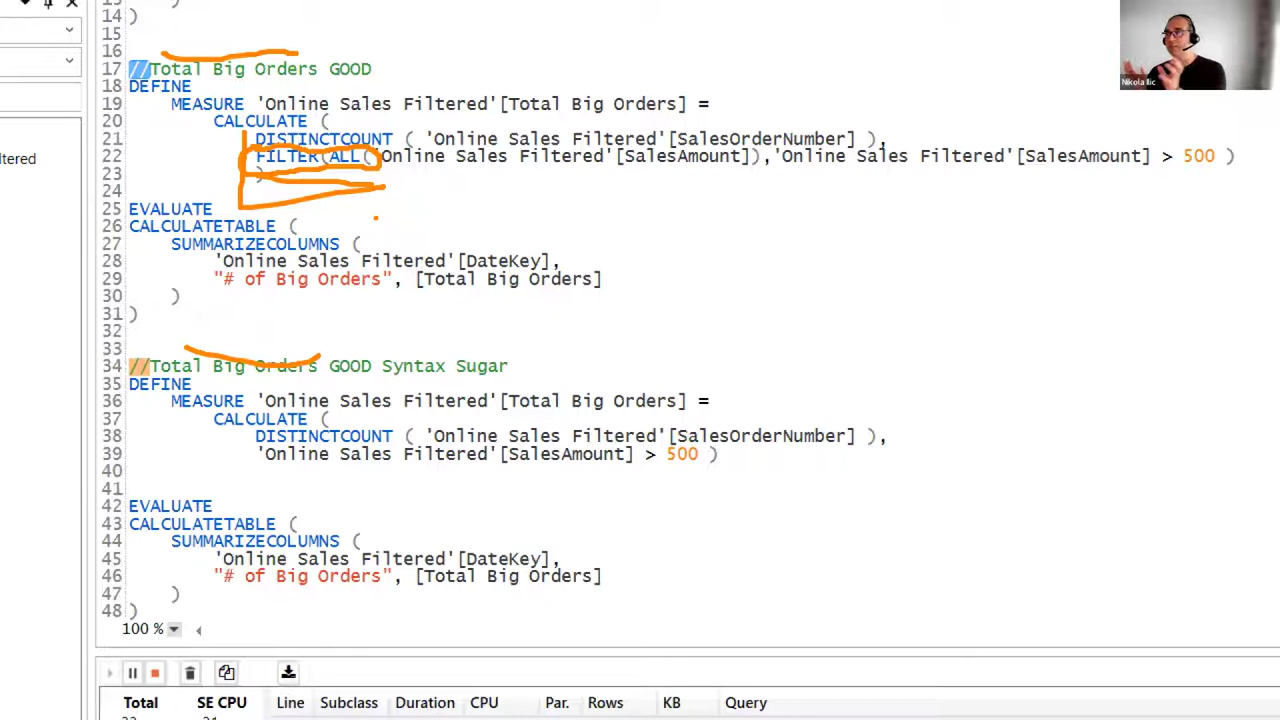 14 )
15
16
17 //Total Big Orders GOOD
18 DEFINE
19 MEASURE 'Online Sales Filtered'[Total Big Orders] =
20 CALCULATE (
21 DISTINCTCOUNT ( 'Online Sales Filtered'[SalesOrderNumber] ),
22 FILTER(ALL('Online Sales Filtered'[SalesAmount]),'Online Sales Filtered'[SalesAmount] > 500 )
23 )
24
25 EVALUATE
26 CALCULATETABLE (
27 SUMMARIZECOLUMNS (
28 'Online Sales Filtered'[DateKey],
29 "# of Big Orders", [Total Big Orders]
30 )
31 )
32
33
34 //Total Big Orders GOOD Syntax Sugar
35 DEFINE
36 MEASURE 'Online Sales Filtered'[Total Big Orders] =
37 CALCULATE (
38 DISTINCTCOUNT ( 'Online Sales Filtered'[SalesOrderNumber] ),
39 'Online Sales Filtered'[SalesAmount] > 500 )
40
41
42 EVALUATE
43 CALCULATETABLE (
44 SUMMARIZECOLUMNS (
45 'Online Sales Filtered'[DateKey],
46 "# of Big Orders", [Total Big Orders]
47 )
48 )
100 %
Total SE CPU Line Subclass Duration CPU Par. Rows KB Query
tered
Nikola Ilic